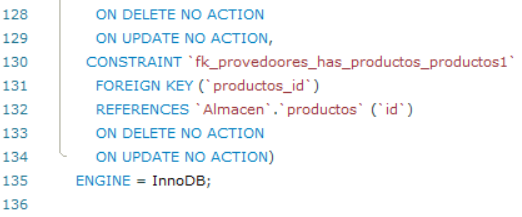 128 ON DELETE NO ACTION
129 ON UPDATE NO ACTION,
130 CONSTRAINT `fk_provedoores_has_productos_productos1`
131 FOREIGN KEY (`productos_id`)
132 REFERENCES `Almacen`.`productos` (`id`)
133 ON DELETE NO ACTION
134 ON UPDATE NO ACTION)
135 ENGINE = InnoDB;
136